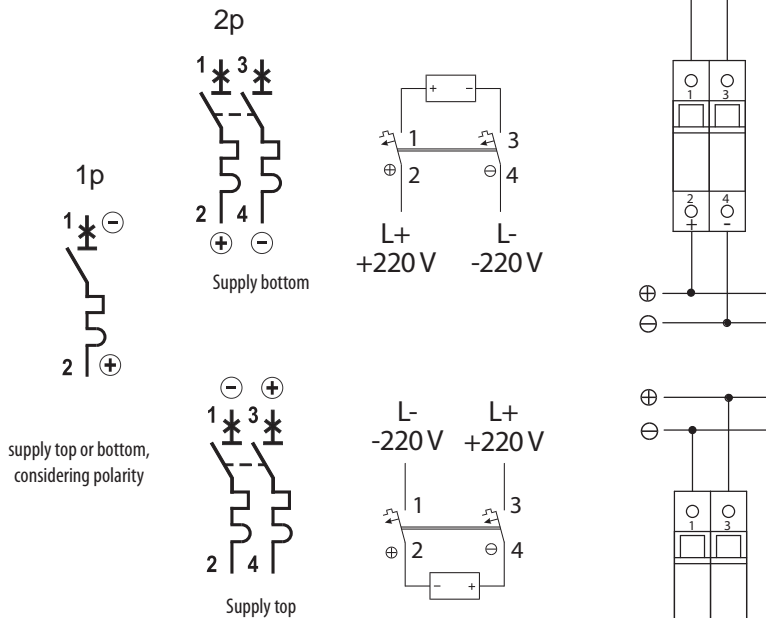 2p
1 3
2 4
⊕ ⊖
Supply bottom
1p
1 ⊖
2 ⊕
supply top or bottom,
considering polarity
⊖ ⊕
1 3
2 4
Supply top
+ −
1 3
⊕ 2 ⊖ 4
L+ L-
+220 V -220 V
L- L+
-220 V +220 V
1 3
⊕ 2 ⊖ 4
− +
1 3
2 4
+ -
⊕
⊖
⊕
⊖
1 3